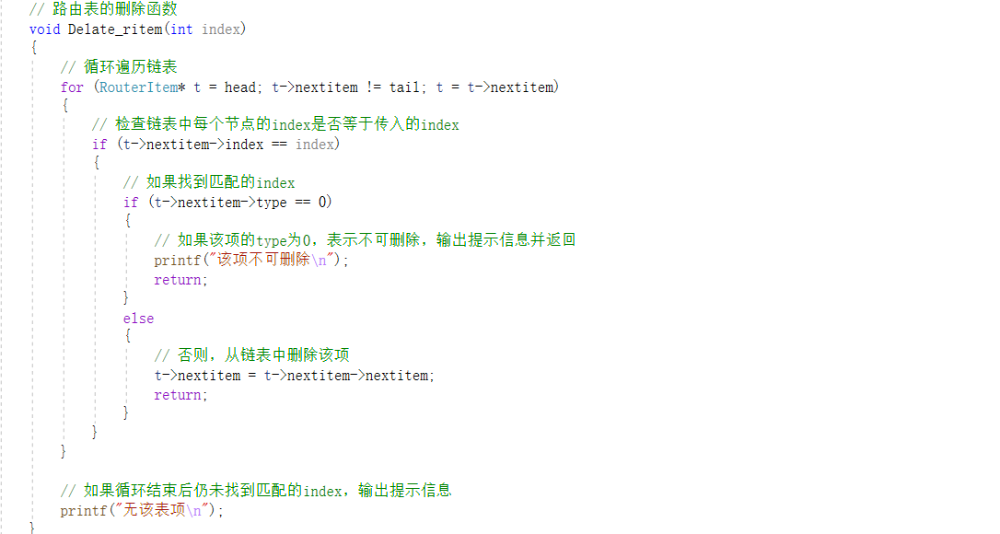 // 路由表的删除函数
void Delate_ritem(int index)
{
// 循环遍历链表
for (RouterItem* t = head; t->nextitem != tail; t = t->nextitem)
{
// 检查链表中每个节点的index是否等于传入的index
if (t->nextitem->index == index)
{
// 如果找到匹配的index
if (t->nextitem->type == 0)
{
// 如果该项的type为0，表示不可删除，输出提示信息并返回
printf("该项不可删除\n");
return;
}
else
{
// 否则，从链表中删除该项
t->nextitem = t->nextitem->nextitem;
return;
}
}
}
// 如果循环结束后仍未找到匹配的index，输出提示信息
printf("无该表项\n");
}